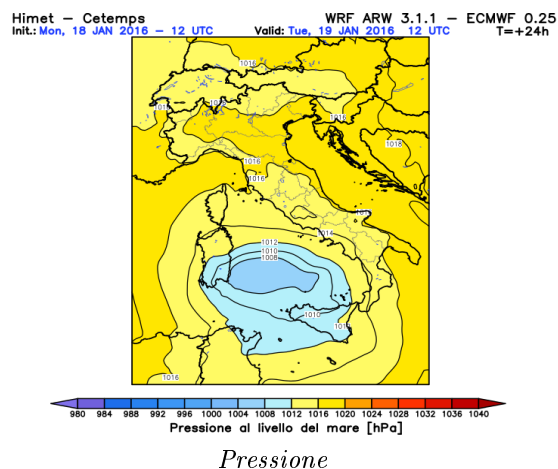 Himet – Cetemps WRF ARW 3.1.1 – ECMWF 0.25
Init.: Mon, 18 JAN 2016 – 12 UTC Valid: Tue, 19 JAN 2016 12 UTC T=+24h
1016
1016
1018
1016
1016
1014
1012
1010
1008
1010
1016
980 984 988 992 996 1000 1004 1008 1012 1016 1020 1024 1028 1032 1036 1040
Pressione al livello del mare [hPa]
Pressione